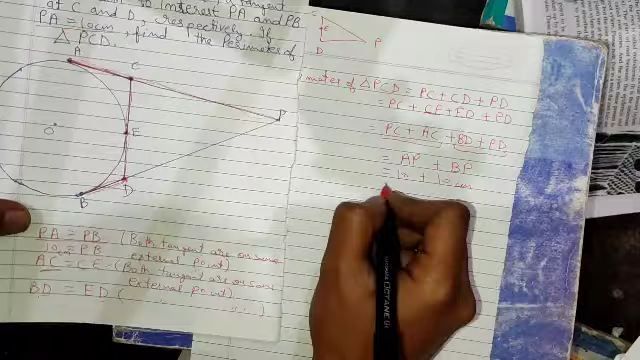 at C and D, respectively. If
PA = 10cm, find the Perimeter of
Δ PCD.
A
C
P
O
E
D
B
PA = PB (Both tangent are on same
external point)
10 = PB
AC = CE (Both tangent are on same
External Point)
BD = ED (
E
D
P
meter of ΔPCD = PC + CD + PD
= PC + CE + ED + PD
= PC + AC + BD + PD
= AP + BP
= 10 + 10 cm
OCTANE